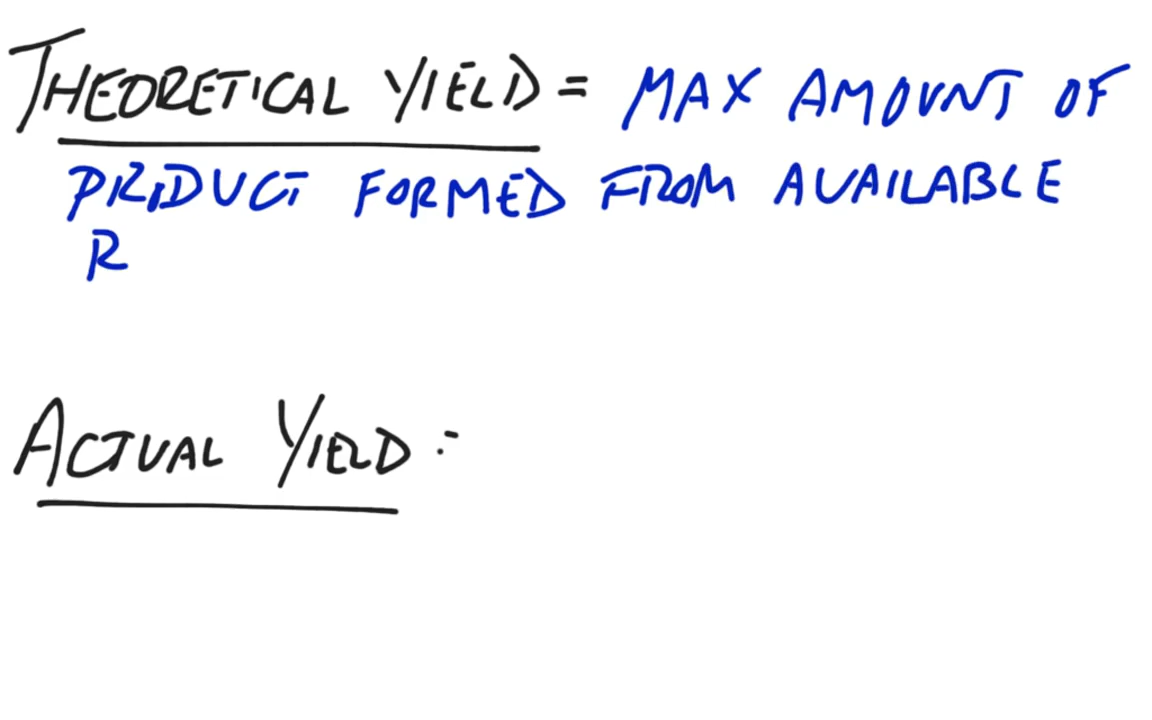 THEORETICAL YIELD = MAX AMOUNT OF
PRODUCT FORMED FROM AVAILABLE
R
ACTUAL YIELD :